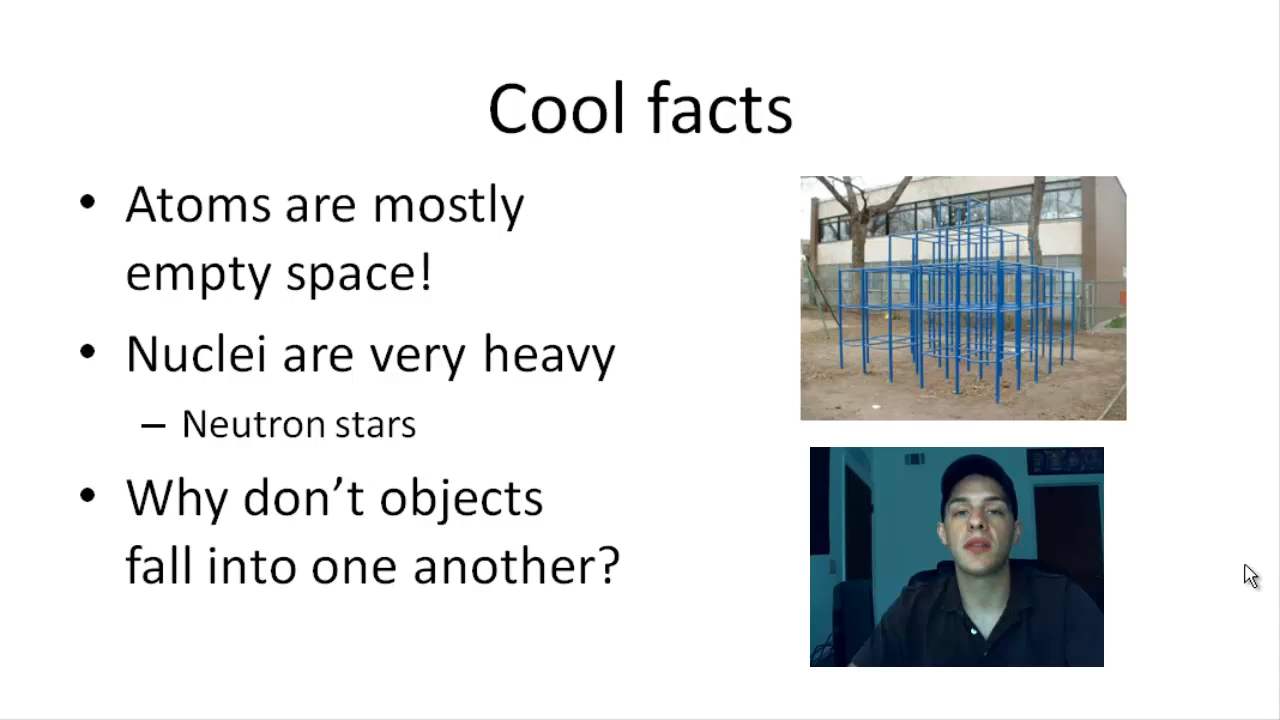 Cool facts
• Atoms are mostly
empty space!
• Nuclei are very heavy
– Neutron stars
• Why don’t objects
fall into one another?